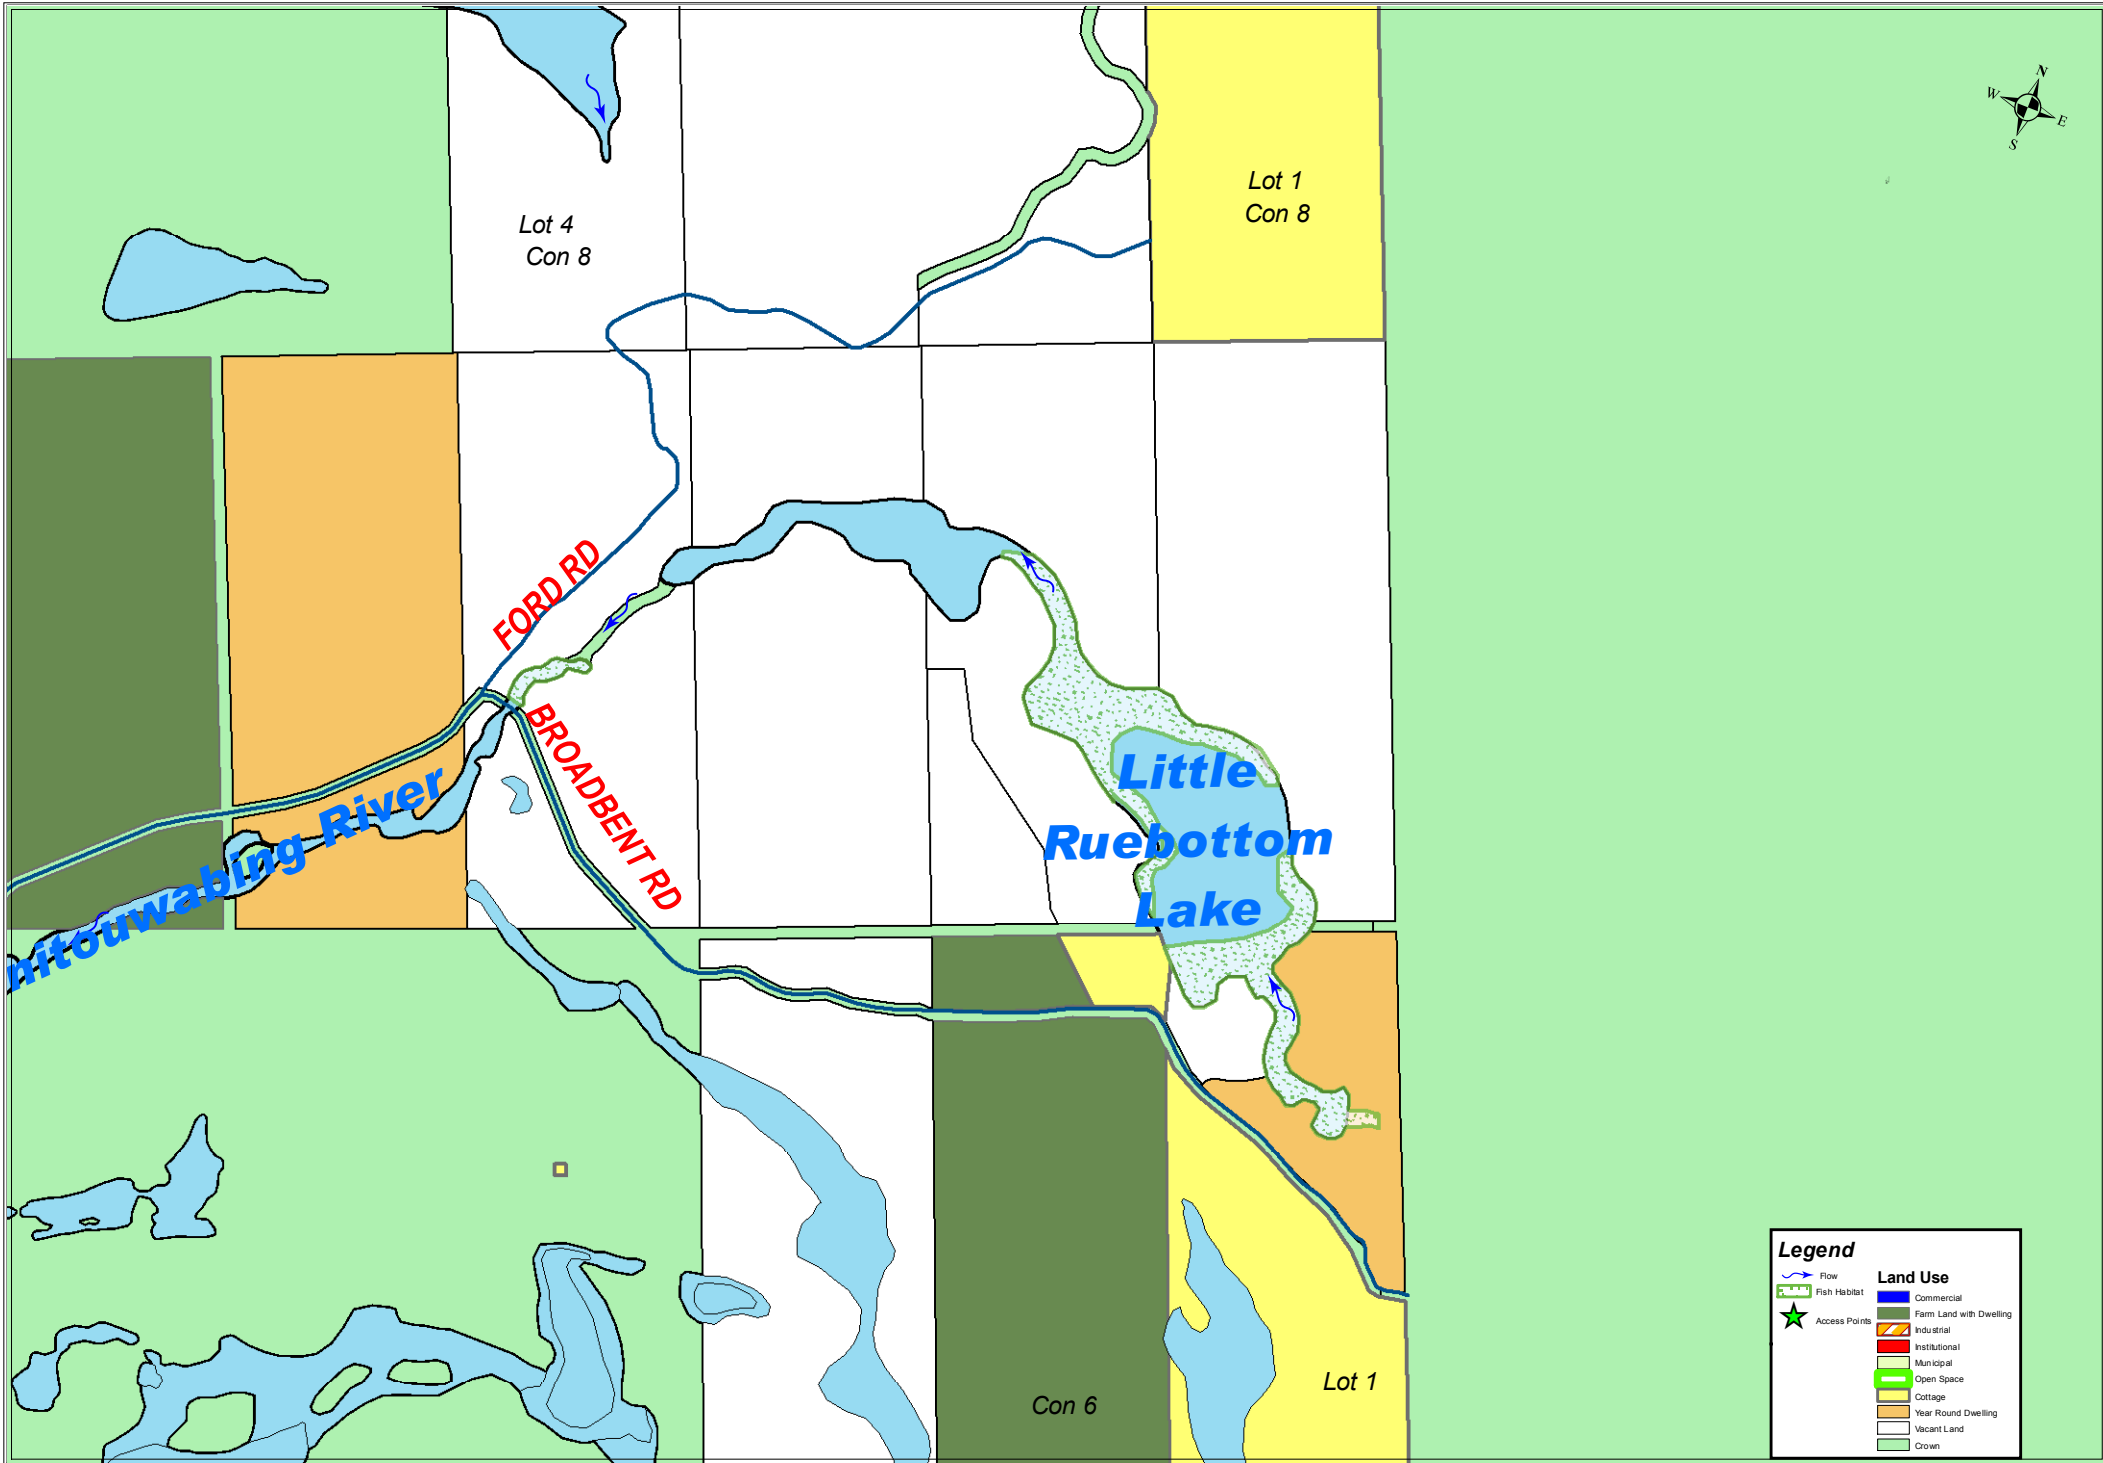 N
W
E
S
Lot 1
Con 8
Lot 4
Con 8
FORD RD
BROADBENT RD
nitouwabing River
Little
Ruebottom
Lake
Con 6
Lot 1
Legend
Flow
Fish Habitat
Access Points
Land Use
Commercial
Farm Land with Dwelling
Industrial
Institutional
Municipal
Open Space
Cottage
Year Round Dwelling
Vacant Land
Crown